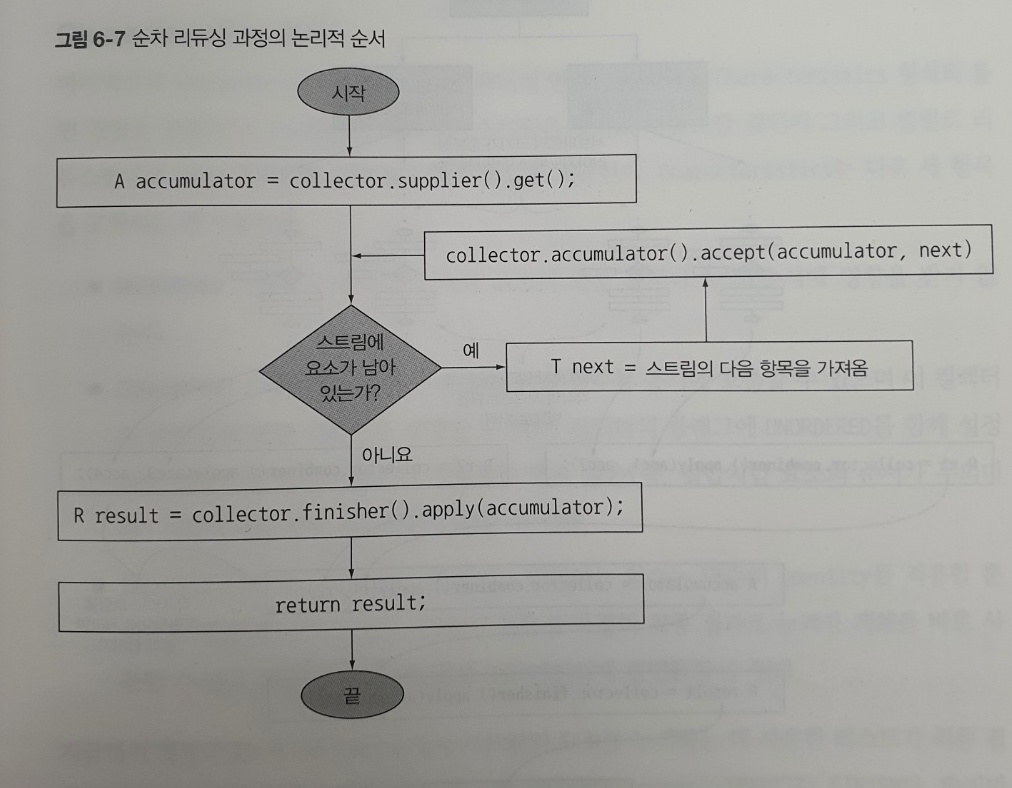 그림 6-7 순차 리듀싱 과정의 논리적 순서
시작
A accumulator = collector.supplier().get();
collector.accumulator().accept(accumulator, next)
스트림에
요소가 남아
있는가?
예
T next = 스트림의 다음 항목을 가져옴
아니요
R result = collector.finisher().apply(accumulator);
return result;
끝